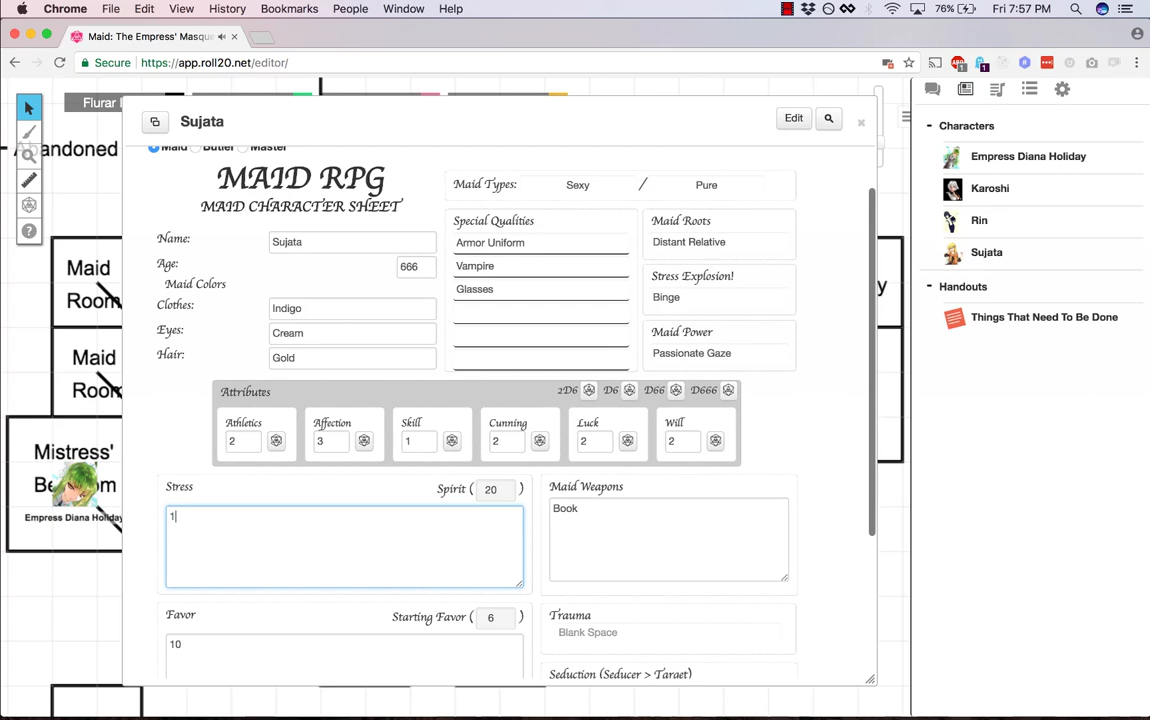 Chrome File Edit View History Bookmarks People Window Help
76% Fri 7:57 PM
Maid: The Empress' Masque
Secure https://app.roll20.net/editor/
Flurar
Abandoned
Maid
Room
Maid
Room
Mistress'
Empress Diana Holiday
Sujata
Edit
Maid Butler Master
MAID RPG
MAID CHARACTER SHEET
Name: Sujata
Age: 666
Maid Colors
Clothes: Indigo
Eyes: Cream
Hair: Gold
Maid Types: Sexy / Pure
Special Qualities
Armor Uniform
Vampire
Glasses
Maid Roots
Distant Relative
Stress Explosion!
Binge
Maid Power
Passionate Gaze
Attributes 2D6 D6 D66 D666
Athletics Affection Skill Cunning Luck Will
2 3 1 2 2 2
Stress Spirit ( 20 )
1
Maid Weapons
Book
Favor Starting Favor ( 6 )
10
Trauma
Blank Space
Seduction (Seducer > Target)
y
Characters
Empress Diana Holiday
Karoshi
Rin
Sujata
Handouts
Things That Need To Be Done